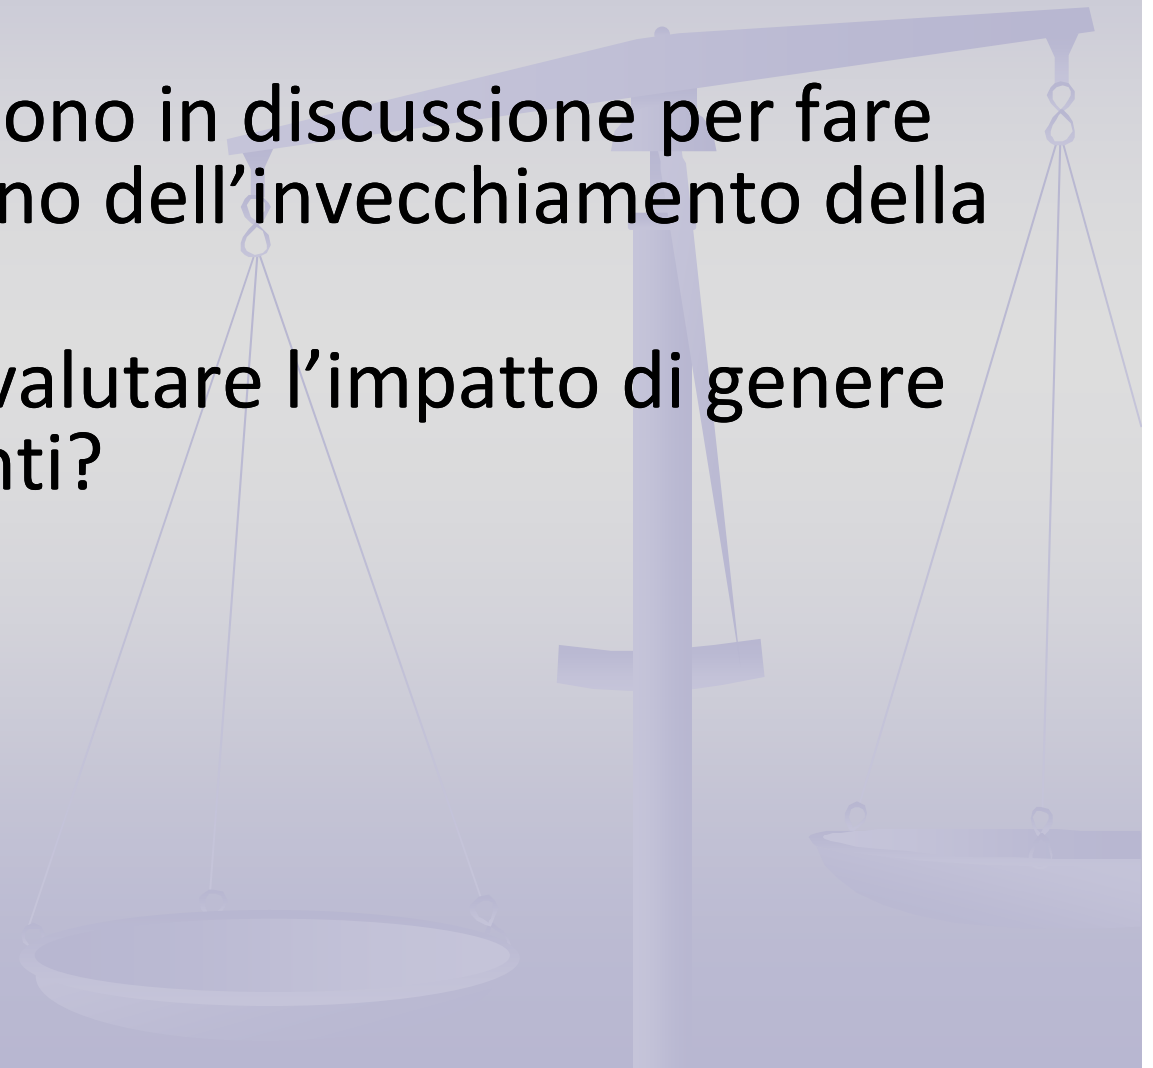 ono in discussione per fare
no dell’invecchiamento della
valutare l’impatto di genere
nti?